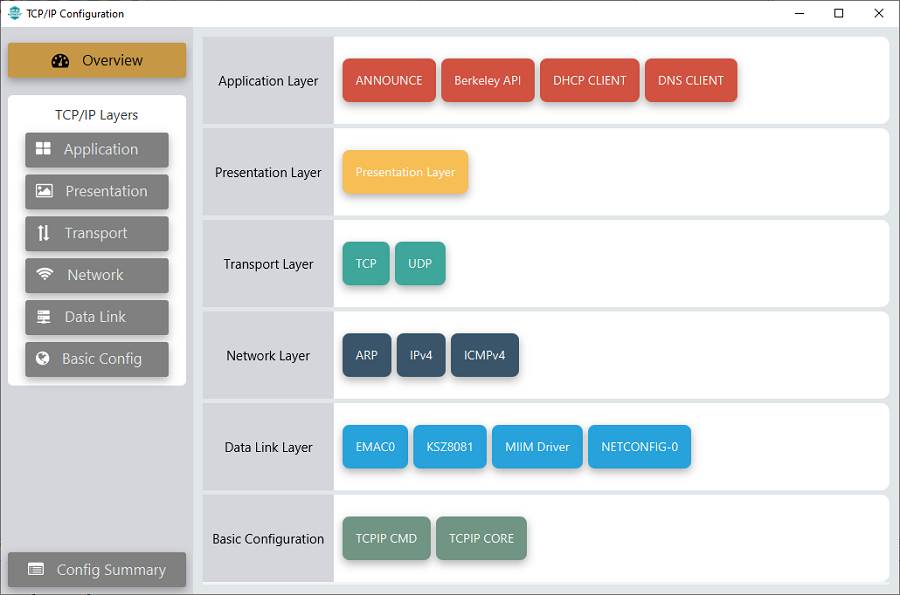 TCP/IP Configuration
Overview
TCP/IP Layers
Application
Presentation
Transport
Network
Data Link
Basic Config
Config Summary
Application Layer
ANNOUNCE
Berkeley API
DHCP CLIENT
DNS CLIENT
Presentation Layer
Presentation Layer
Transport Layer
TCP
UDP
Network Layer
ARP
IPv4
ICMPv4
Data Link Layer
EMAC0
KSZ8081
MIIM Driver
NETCONFIG-0
Basic Configuration
TCPIP CMD
TCPIP CORE